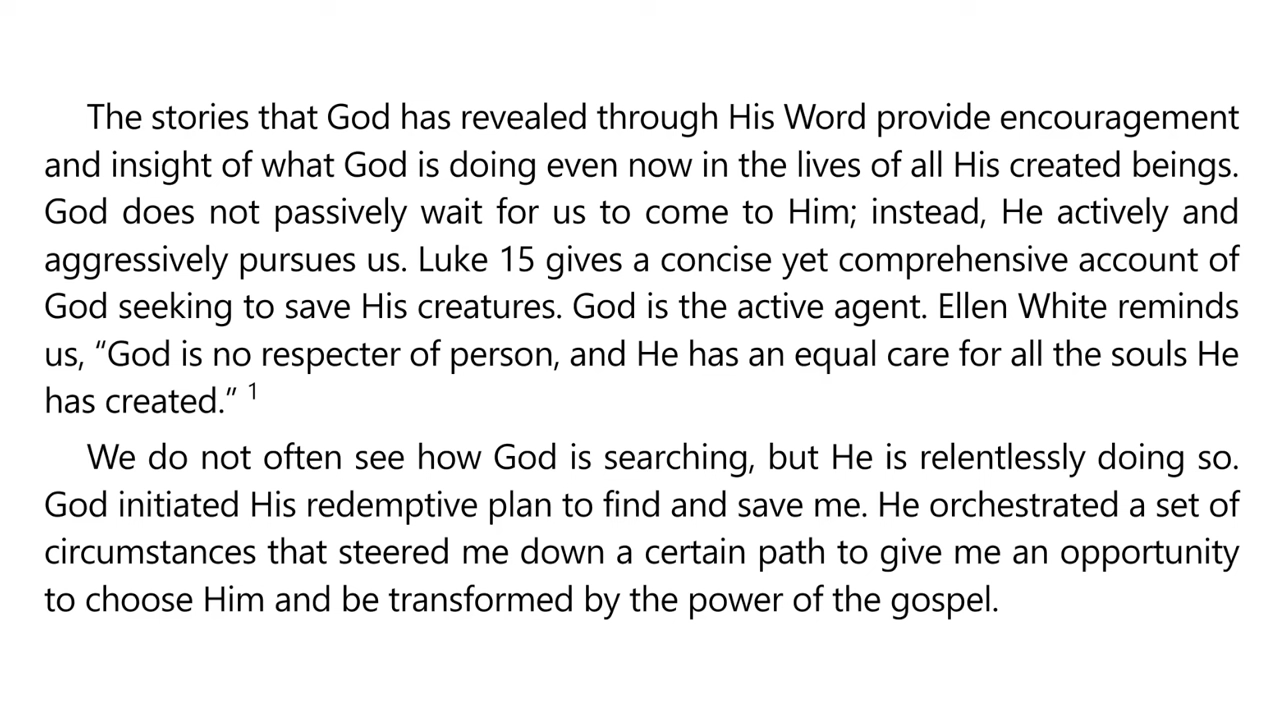 The stories that God has revealed through His Word provide encouragement
and insight of what God is doing even now in the lives of all His created beings.
God does not passively wait for us to come to Him; instead, He actively and
aggressively pursues us. Luke 15 gives a concise yet comprehensive account of
God seeking to save His creatures. God is the active agent. Ellen White reminds
us, “God is no respecter of person, and He has an equal care for all the souls He
has created.” 1
We do not often see how God is searching, but He is relentlessly doing so.
God initiated His redemptive plan to find and save me. He orchestrated a set of
circumstances that steered me down a certain path to give me an opportunity
to choose Him and be transformed by the power of the gospel.